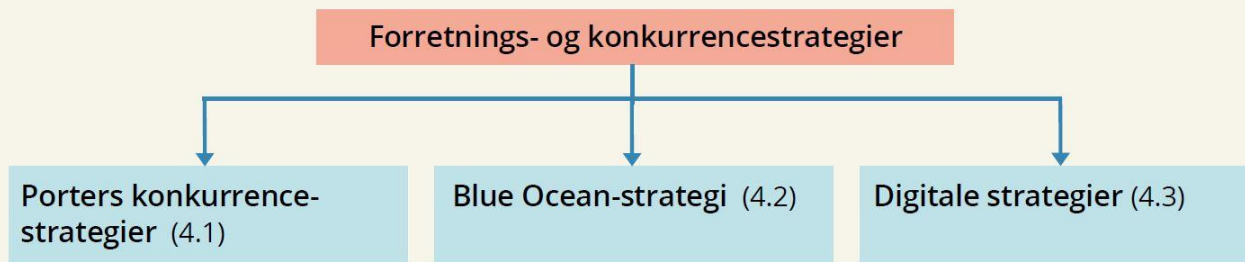 Forretnings- og konkurrencestrategier
Porters konkurrence-
strategier (4.1)
Blue Ocean-strategi (4.2)
Digitale strategier (4.3)